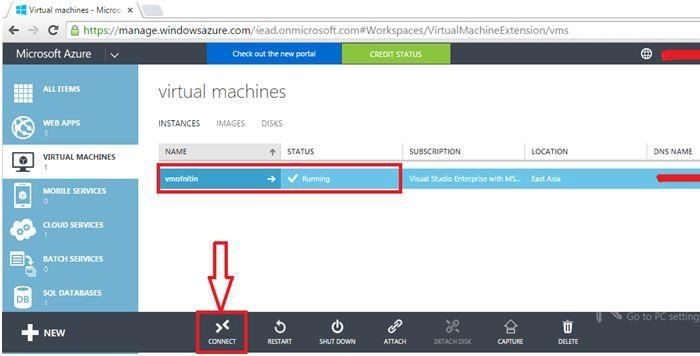 Virtual machines - Micros
https://manage.windowsazure.com/iead.onmicrosoft.com#Workspaces/VirtualMachineExtension/vms
Microsoft Azure
Check out the new portal
CREDIT STATUS
ALL ITEMS
WEB APPS
3
VIRTUAL MACHINES
1
MOBILE SERVICES
0
CLOUD SERVICES
1
BATCH SERVICES
0
SQL DATABASES
1
virtual machines
INSTANCES IMAGES DISKS
NAME STATUS SUBSCRIPTION LOCATION DNS NAME
vmofnitin Running Visual Studio Enterprise with MS... East Asia
Go to PC setting
NEW
CONNECT RESTART SHUT DOWN ATTACH DETACH DISK CAPTURE DELETE
DB